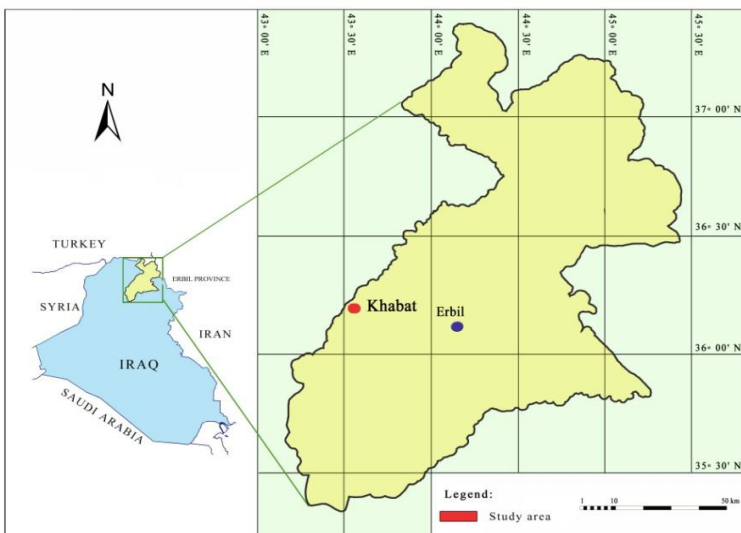 43° 00' E
43° 30' E
44° 00' E
44° 30' E
45° 00' E
45° 30' E
N
37° 00' N
36° 30' N
36° 00' N
35° 30' N
TURKEY
ERIBIL PROVINCE
SYRIA
IRAN
IRAQ
SAUDI ARABIA
Khabat
Erbil
Legend:
Study area
1 10 50 km